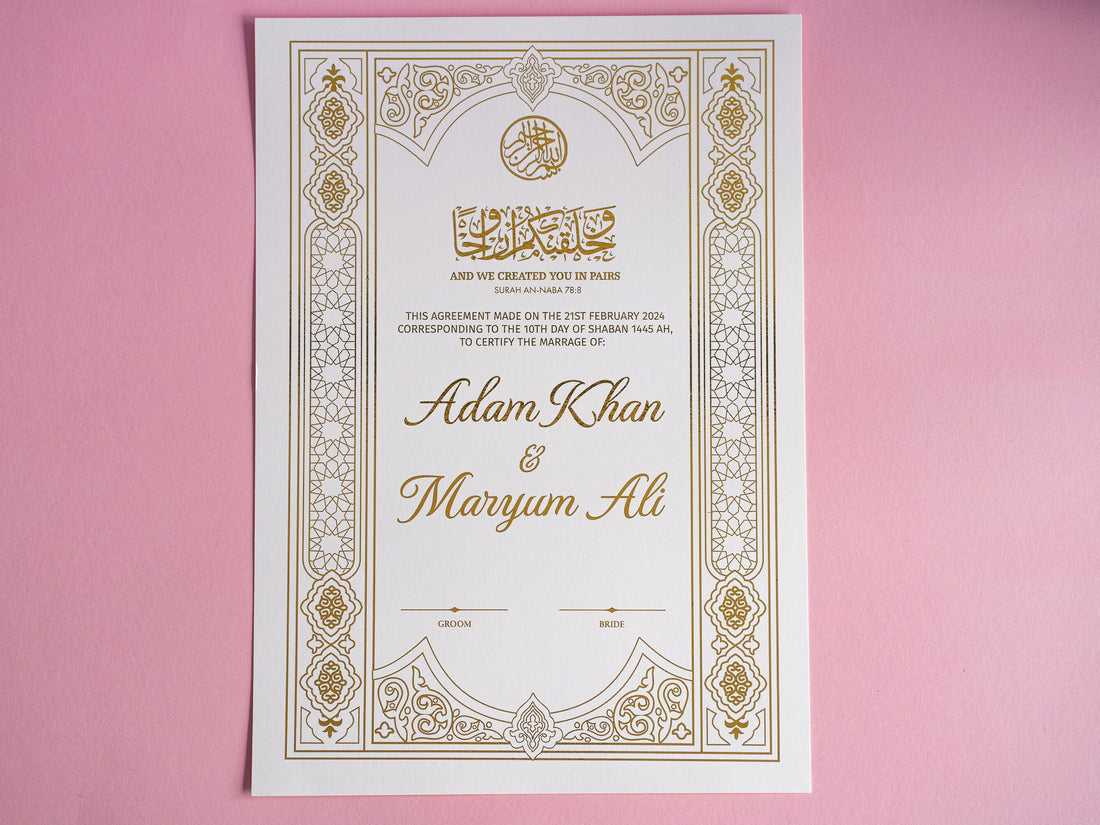 بسم الله الرحمن الرحيم
وَخَلَقْنَٰكُمْ أَزْوَٰجًا
AND WE CREATED YOU IN PAIRS
SURAH AN-NABA 78:8
THIS AGREEMENT MADE ON THE 21ST FEBRUARY 2024
CORRESPONDING TO THE 10TH DAY OF SHABAN 1445 AH,
TO CERTIFY THE MARRAGE OF:
Adam Khan
&
Maryum Ali
GROOM
BRIDE